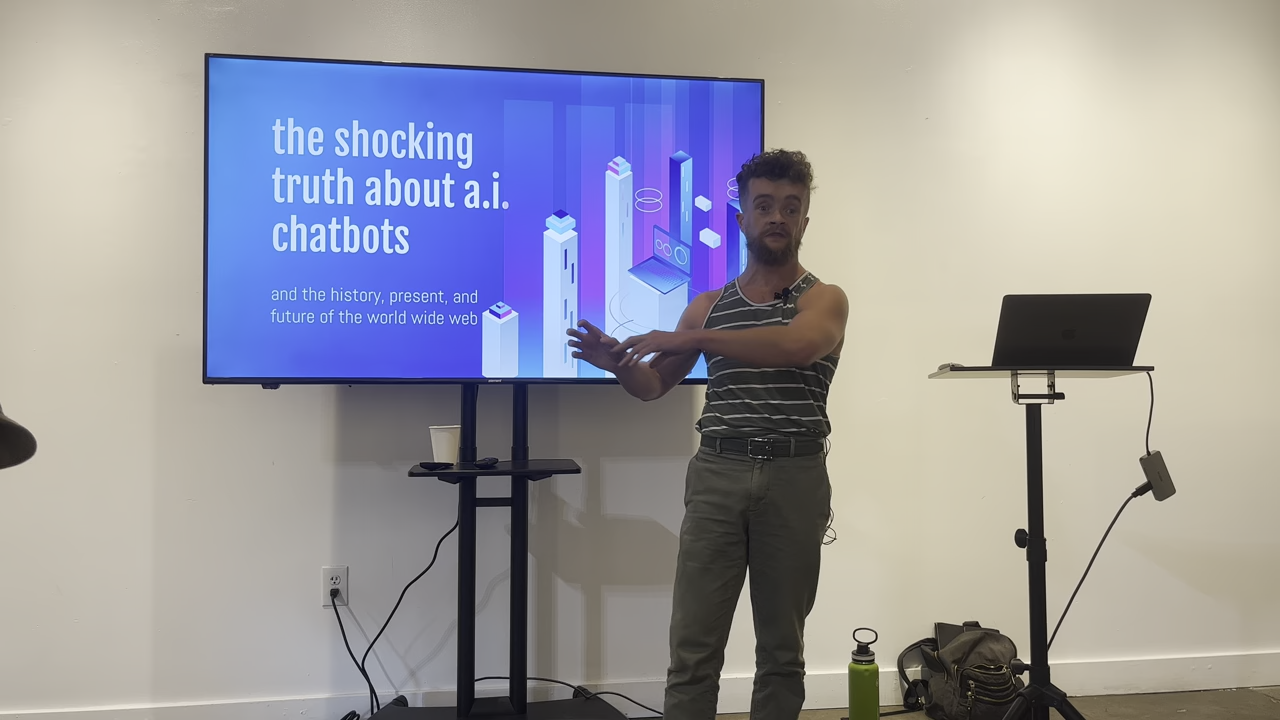 the shocking
truth about a.i.
chatbots
and the history, present, and
future of the world wide web